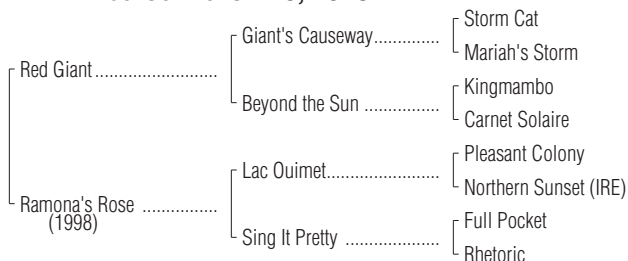 Storm Cat
Giant's Causeway..............
Mariah's Storm
Red Giant..........................
Kingmambo
Beyond the Sun ................
Carnet Solaire
Pleasant Colony
Lac Ouimet........................
Northern Sunset (IRE)
Ramona's Rose ................
(1998)
Full Pocket
Sing It Pretty ....................
Rhetoric